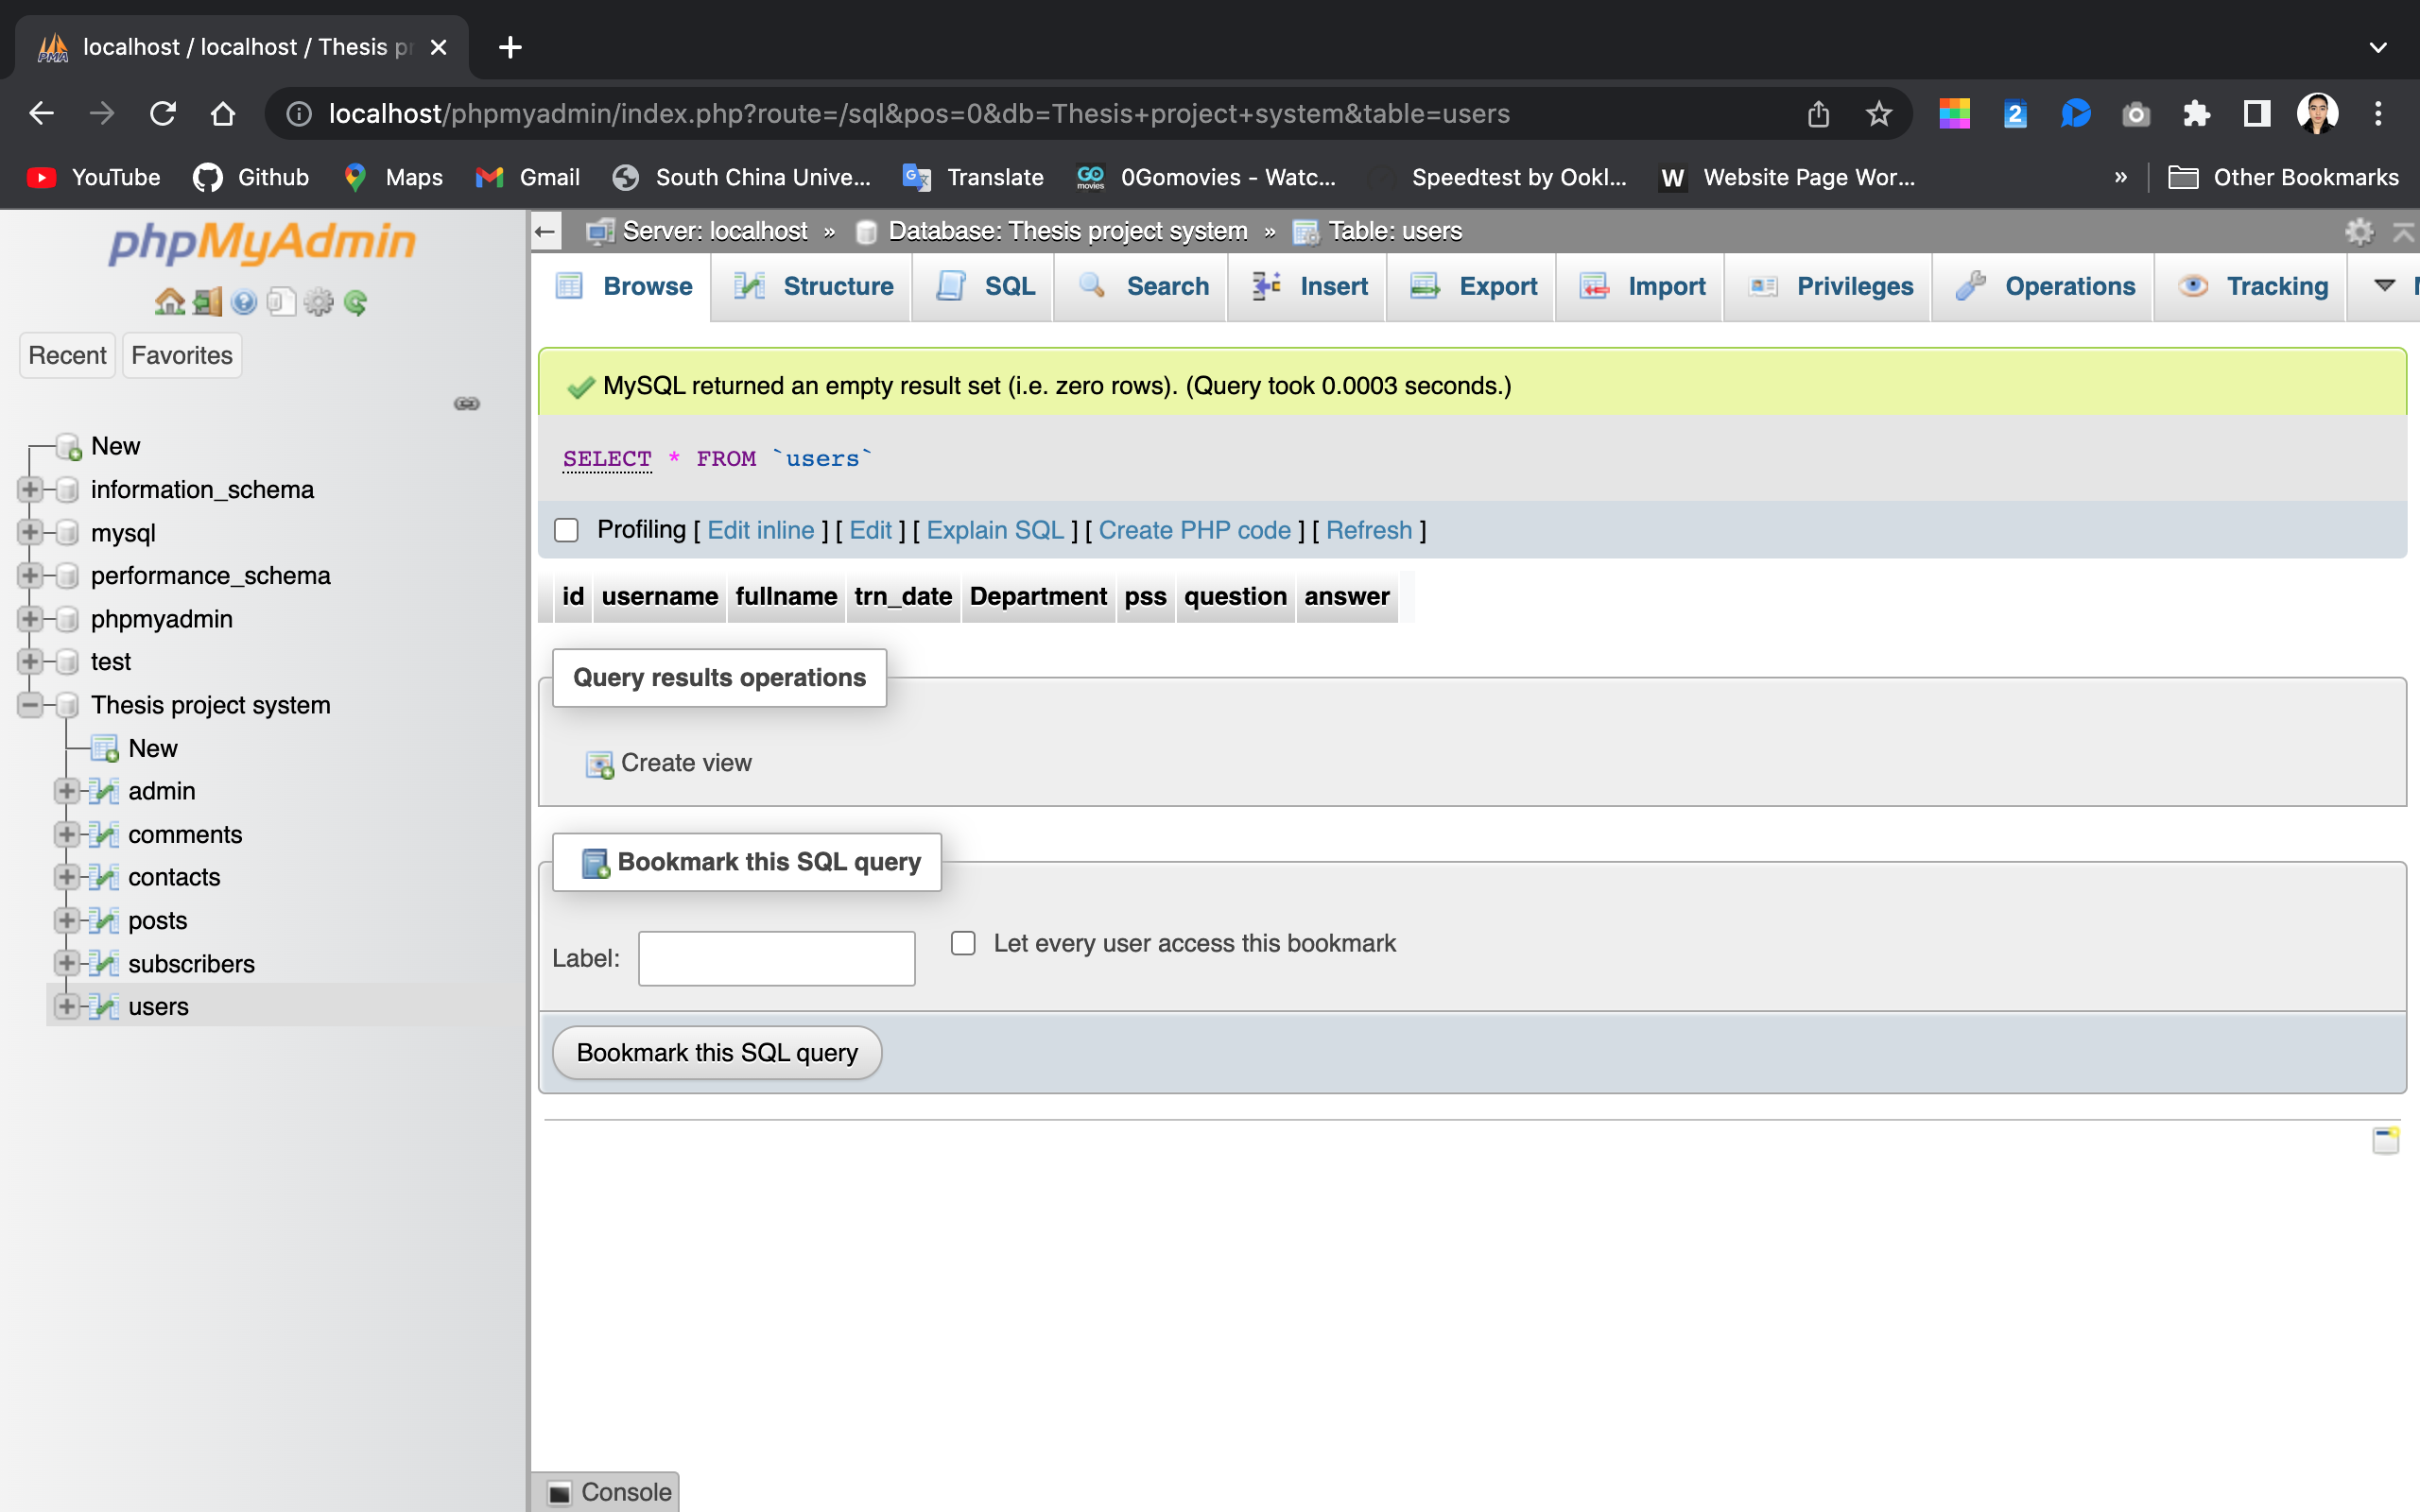 localhost / localhost / Thesis pr
localhost/phpmyadmin/index.php?route=/sql&pos=0&db=Thesis+project+system&table=users
2
YouTube Github Maps Gmail South China Unive... Translate 0Gomovies - Watc... Speedtest by Ookl... W Website Page Wor... » Other Bookmarks
phpMyAdmin
Recent Favorites
New
information_schema
mysql
performance_schema
phpmyadmin
test
Thesis project system
New
admin
comments
contacts
posts
subscribers
users
Server: localhost » Database: Thesis project system » Table: users
Browse Structure SQL Search Insert Export Import Privileges Operations Tracking
MySQL returned an empty result set (i.e. zero rows). (Query took 0.0003 seconds.)
SELECT * FROM `users`
Profiling [ Edit inline ] [ Edit ] [ Explain SQL ] [ Create PHP code ] [ Refresh ]
id username fullname trn_date Department pss question answer
Query results operations
Create view
Bookmark this SQL query
Label: Let every user access this bookmark
Bookmark this SQL query
Console